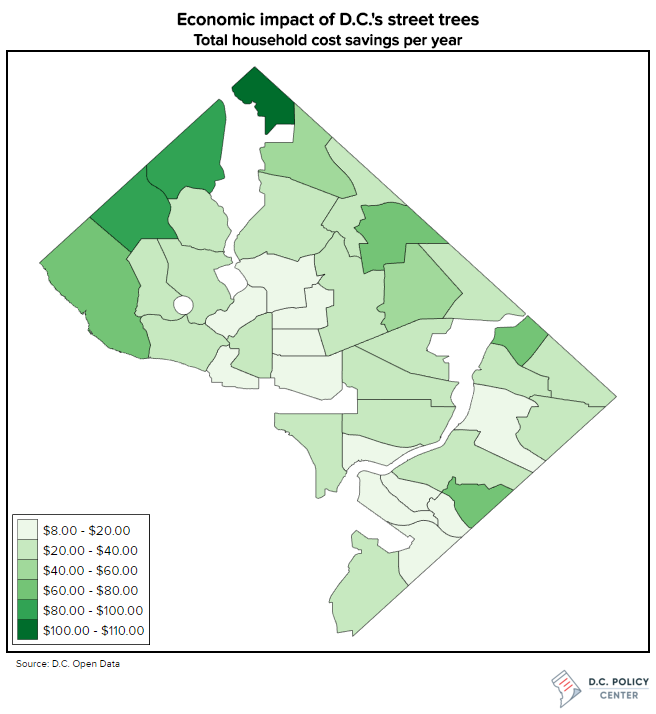 Economic impact of D.C.'s street trees
Total household cost savings per year
$8.00 - $20.00
$20.00 - $40.00
$40.00 - $60.00
$60.00 - $80.00
$80.00 - $100.00
$100.00 - $110.00
Source: D.C. Open Data
D.C. POLICY
CENTER